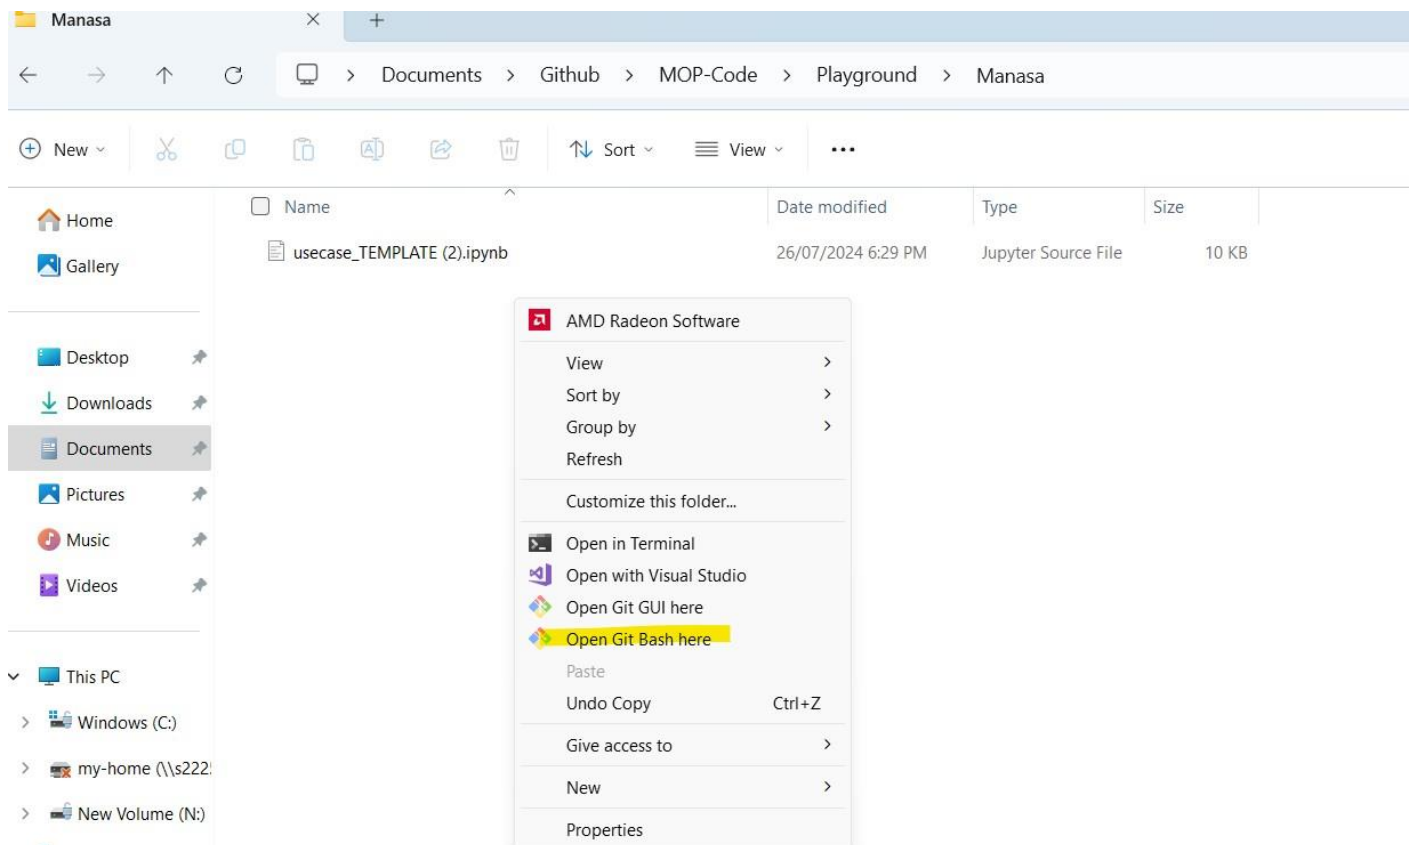 Manasa
Documents > Github > MOP-Code > Playground > Manasa
New
Sort
View
Name
Date modified
Type
Size
usecase_TEMPLATE (2).ipynb
26/07/2024 6:29 PM
Jupyter Source File
10 KB
Home
Gallery
Desktop
Downloads
Documents
Pictures
Music
Videos
This PC
Windows (C:)
my-home (\\s222
New Volume (N:)
AMD Radeon Software
View
Sort by
Group by
Refresh
Customize this folder...
Open in Terminal
Open with Visual Studio
Open Git GUI here
Open Git Bash here
Paste
Undo Copy Ctrl+Z
Give access to
New
Properties